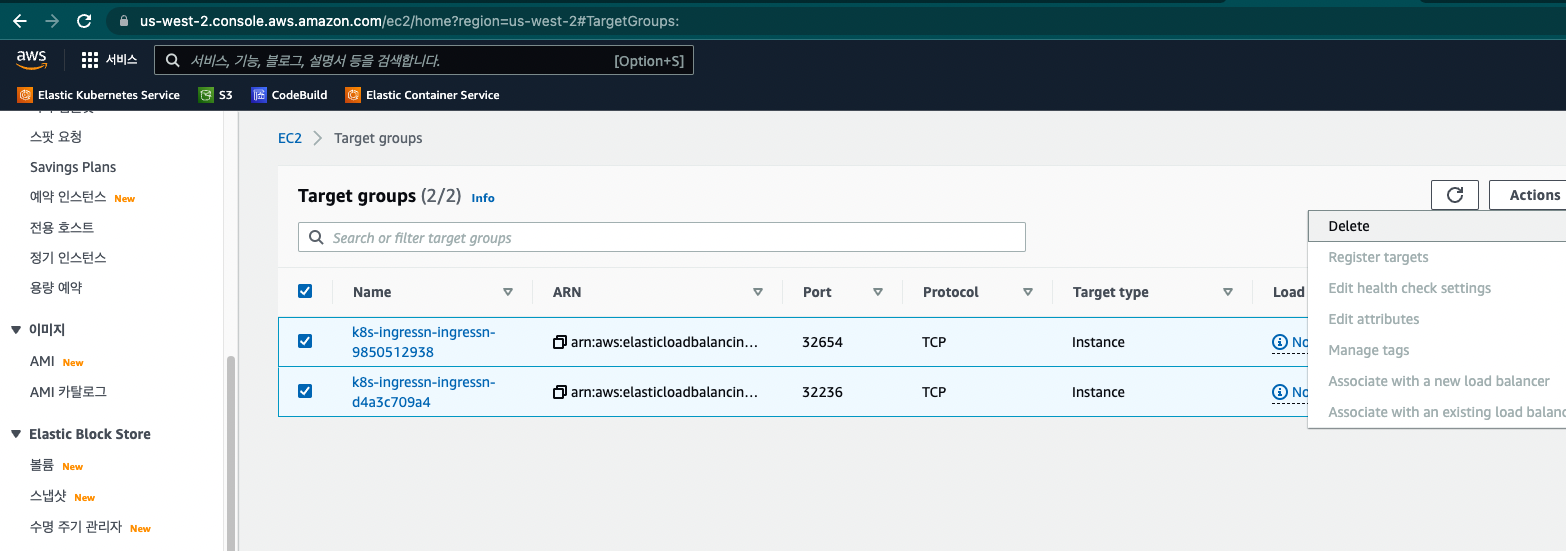 us-west-2.console.aws.amazon.com/ec2/home?region=us-west-2#TargetGroups:
aws
서비스
서비스, 기능, 블로그, 설명서 등을 검색합니다.
[Option+S]
Elastic Kubernetes Service
S3
CodeBuild
Elastic Container Service
스팟 요청
Savings Plans
예약 인스턴스 New
전용 호스트
정기 인스턴스
용량 예약
이미지
AMI New
AMI 카탈로그
Elastic Block Store
볼륨 New
스냅샷 New
수명 주기 관리자 New
EC2 > Target groups
Target groups (2/2) Info
Actions
Search or filter target groups
Delete
Register targets
Edit health check settings
Edit attributes
Manage tags
Associate with a new load balancer
Associate with an existing load balanc
Name
ARN
Port
Protocol
Target type
Load
k8s-ingressn-ingressn-
9850512938
arn:aws:elasticloadbalancin...
32654
TCP
Instance
No
k8s-ingressn-ingressn-
d4a3c709a4
arn:aws:elasticloadbalancin...
32236
TCP
Instance
No